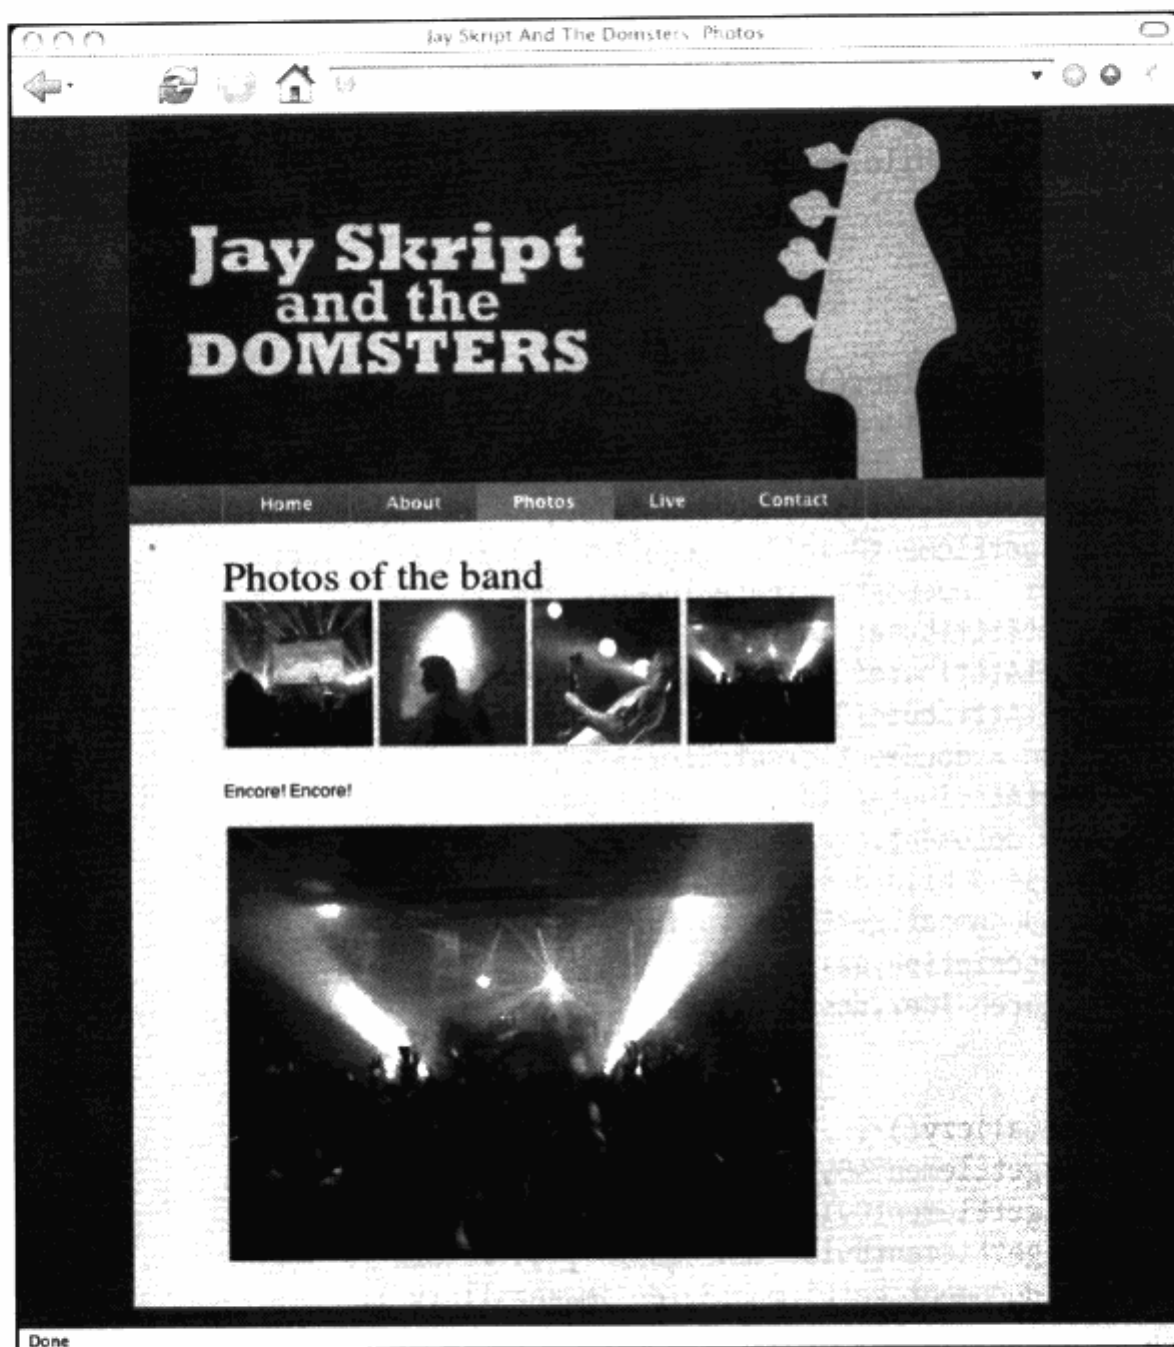 Jay Skript And The Domsters Photos
Jay Skript
and the
DOMSTERS
Home About Photos Live Contact
Photos of the band
Encore! Encore!
Done